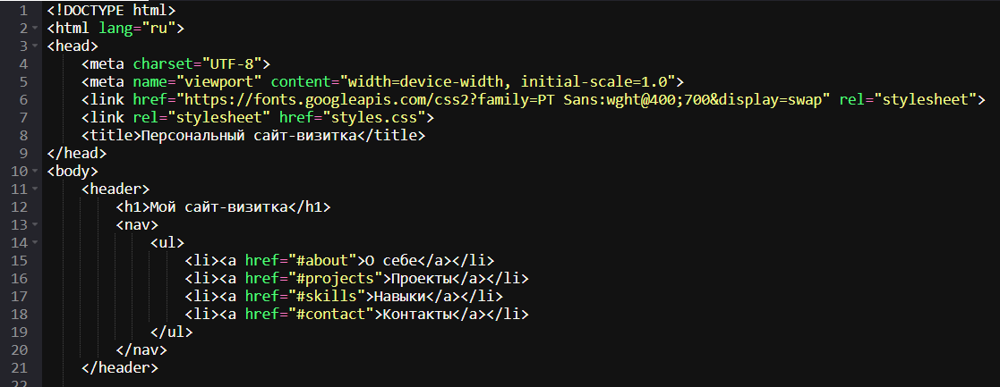 1 <!DOCTYPE html>
2 <html lang="ru">
3 <head>
4 <meta charset="UTF-8">
5 <meta name="viewport" content="width=device-width, initial-scale=1.0">
6 <link href="https://fonts.googleapis.com/css2?family=PT Sans:wght@400;700&display=swap" rel="stylesheet">
7 <link rel="stylesheet" href="styles.css">
8 <title>Персональный сайт-визитка</title>
9 </head>
10 <body>
11 <header>
12 <h1>Мой сайт-визитка</h1>
13 <nav>
14 <ul>
15 <li><a href="#about">О себе</a></li>
16 <li><a href="#projects">Проекты</a></li>
17 <li><a href="#skills">Навыки</a></li>
18 <li><a href="#contact">Контакты</a></li>
19 </ul>
20 </nav>
21 </header>
22